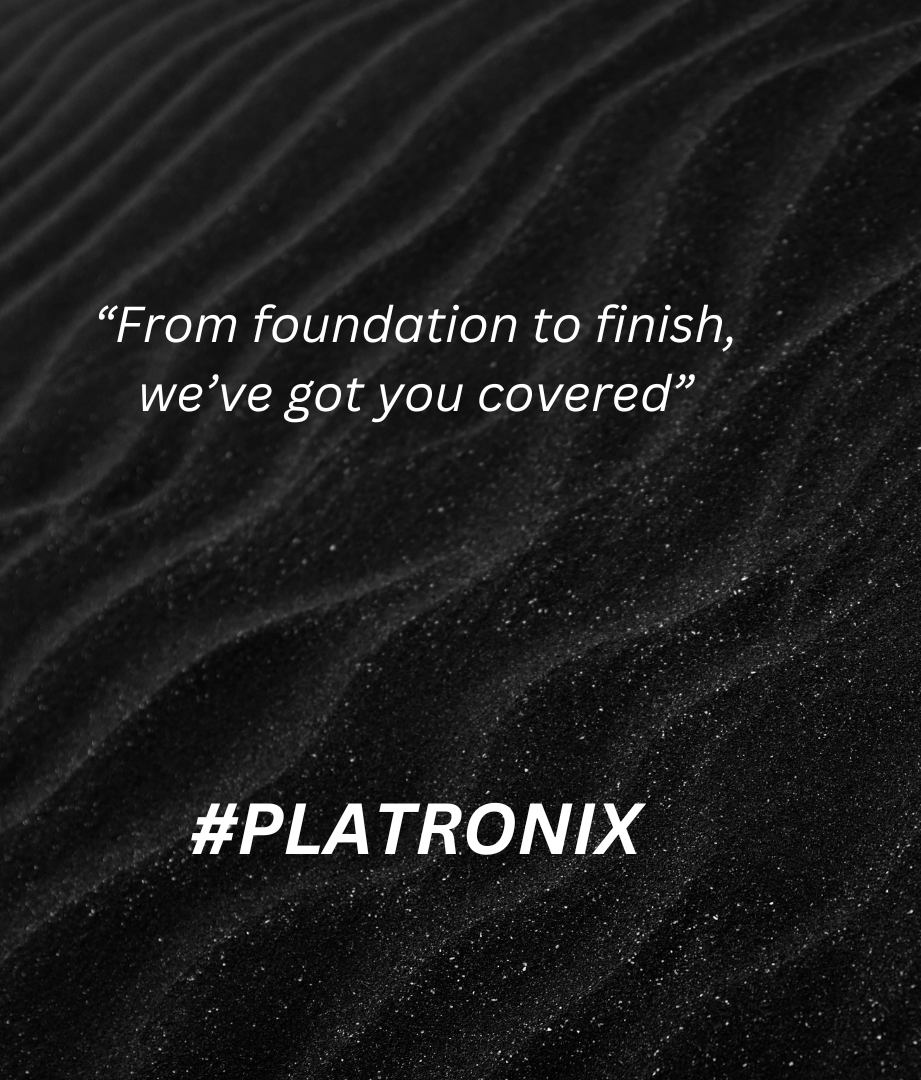 “From foundation to finish,
we’ve got you covered”
#PLATRONIX